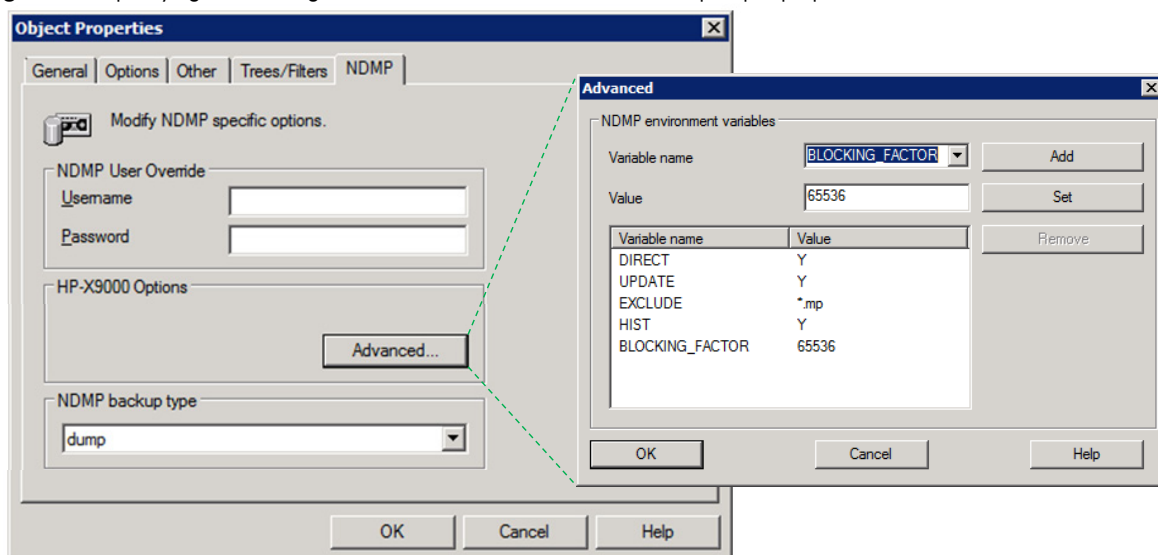 Object Properties
General Options Other Trees/Filters NDMP
Modify NDMP specific options.
NDMP User Override
Username
Password
HP-X9000 Options
Advanced...
NDMP backup type
dump
OK Cancel Help
Advanced
NDMP environment variables
Variable name BLOCKING_FACTOR Add
Value 65536 Set
Variable name Value Remove
DIRECT Y
UPDATE Y
EXCLUDE *.mp
HIST Y
BLOCKING_FACTOR 65536
OK Cancel Help